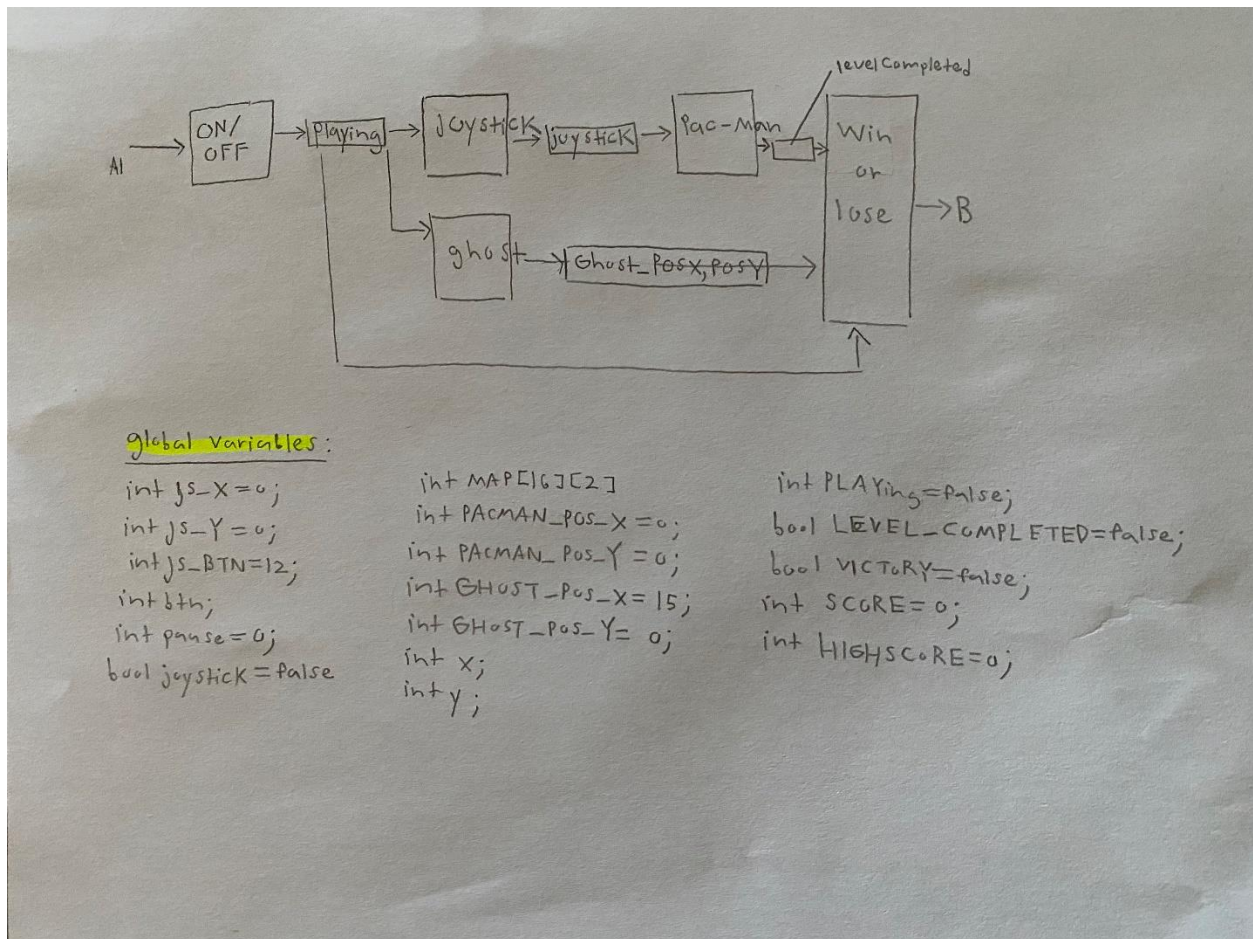 levelCompleted
AI
ON/
OFF
Playing
joystick
joystick
Pac-Man
Win
or
lose
B
ghost
Ghost_POSX, POSY
global variables:
int js_X=0;
int js_Y=0;
int js_BTN=12;
int btn;
int pause=0;
bool joystick=false
int MAP[16][2]
int PACMAN_POS_X=0;
int PACMAN_POS_Y=0;
int GHOST_POS_X=15;
int GHOST_POS_Y=0;
int x;
int y;
int PLAYing=false;
bool LEVEL_COMPLETED=false;
bool VICTORY=false;
int SCORE=0;
int HIGHSCORE=0;